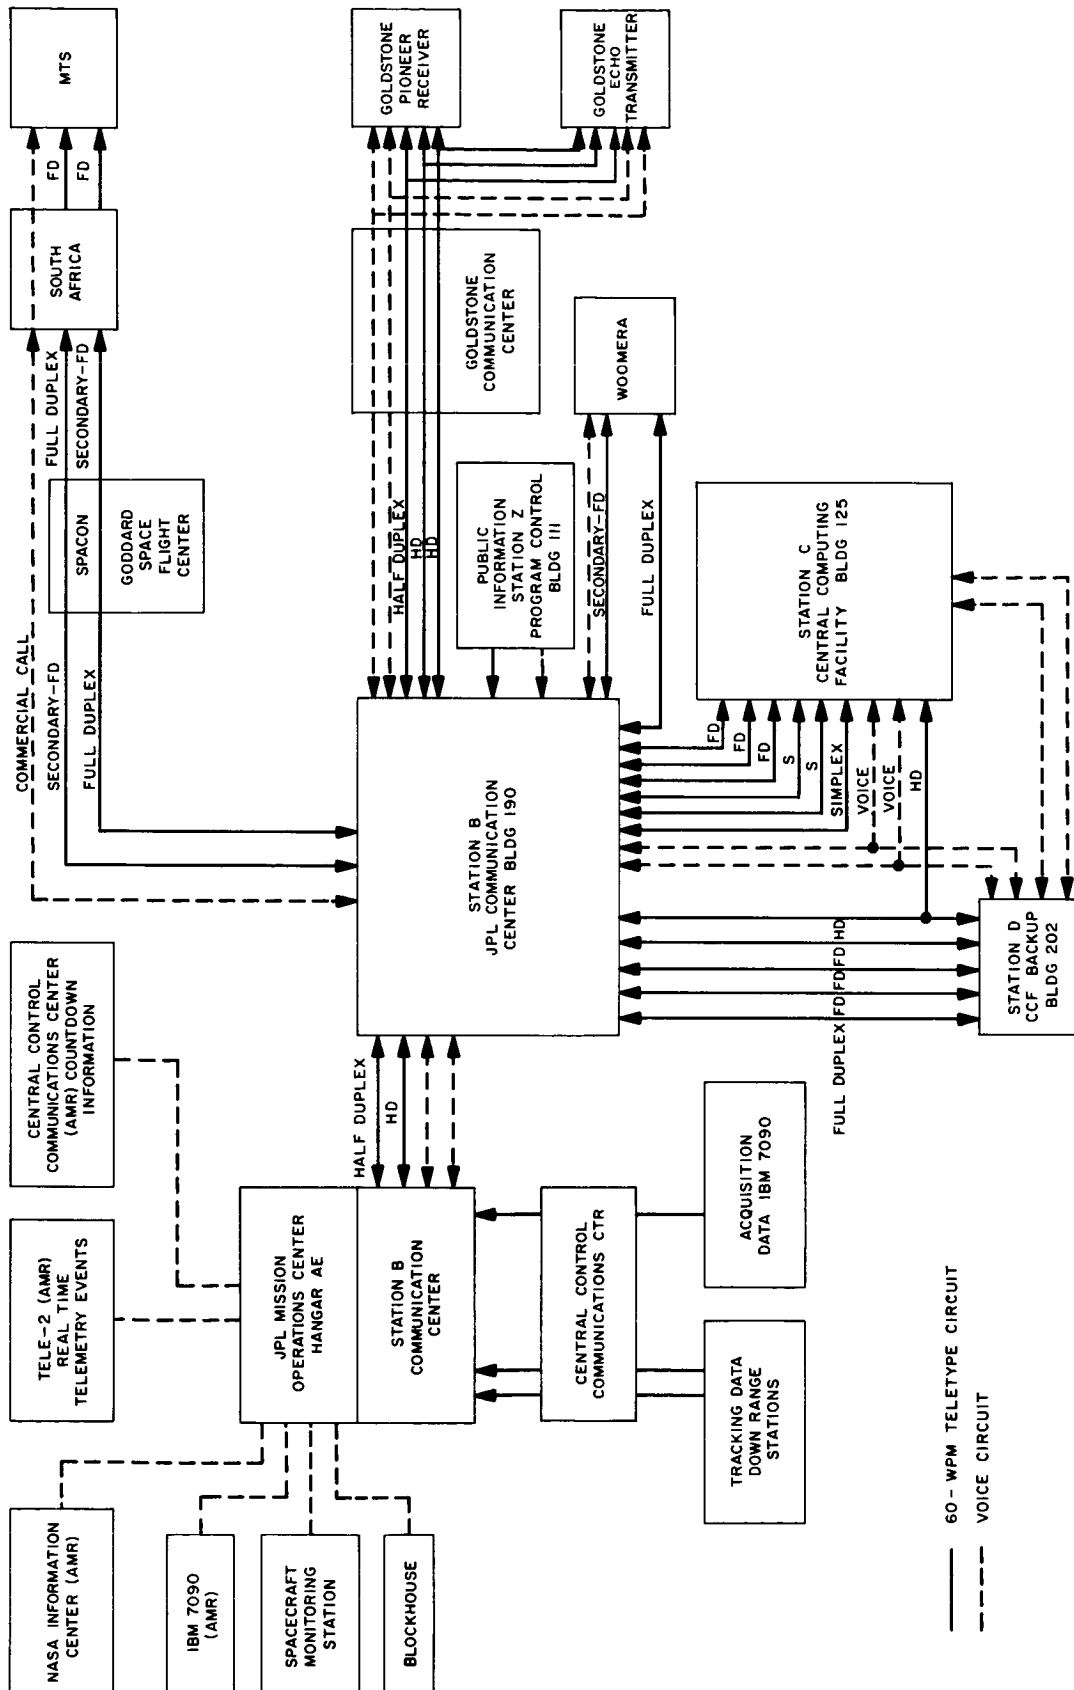 NASA INFORMATION
CENTER (AMR)
IBM 7090
(AMR)
SPACECRAFT
MONITORING
STATION
BLOCKHOUSE
TELE-2 (AMR)
REAL TIME
TELEMETRY EVENTS
CENTRAL CONTROL
COMMUNICATIONS CENTER
(AMR) COUNTDOWN
INFORMATION
JPL MISSION
OPERATIONS CENTER
HANGAR AE
STATION B
COMMUNICATION
CENTER
CENTRAL CONTROL
COMMUNICATIONS CTR
TRACKING DATA
DOWN RANGE
STATIONS
ACQUISITION
DATA IBM 7090
HALF DUPLEX
HD
STATION B
JPL COMMUNICATION
CENTER BLDG 190
COMMERCIAL CALL
SECONDARY-FD
FULL DUPLEX
SPACON
GODDARD
SPACE
FLIGHT
CENTER
FULL DUPLEX
SECONDARY-FD
SOUTH
AFRICA
FD
FD
MTS
HALF DUPLEX
HD
HD
GOLDSTONE
COMMUNICATION
CENTER
GOLDSTONE
PIONEER
RECEIVER
GOLDSTONE
ECHO
TRANSMITTER
PUBLIC
INFORMATION
STATION Z
PROGRAM CONTROL
BLDG 111
SECONDARY-FD
FULL DUPLEX
WOOMERA
FD
FD
FD
S
S
SIMPLEX
VOICE
VOICE
HD
STATION C
CENTRAL COMPUTING
FACILITY BLDG 125
FULL DUPLEX
FD
FD
FD
HD
STATION D
CCF BACKUP
BLDG 202
60-WPM TELETYPE CIRCUIT
VOICE CIRCUIT